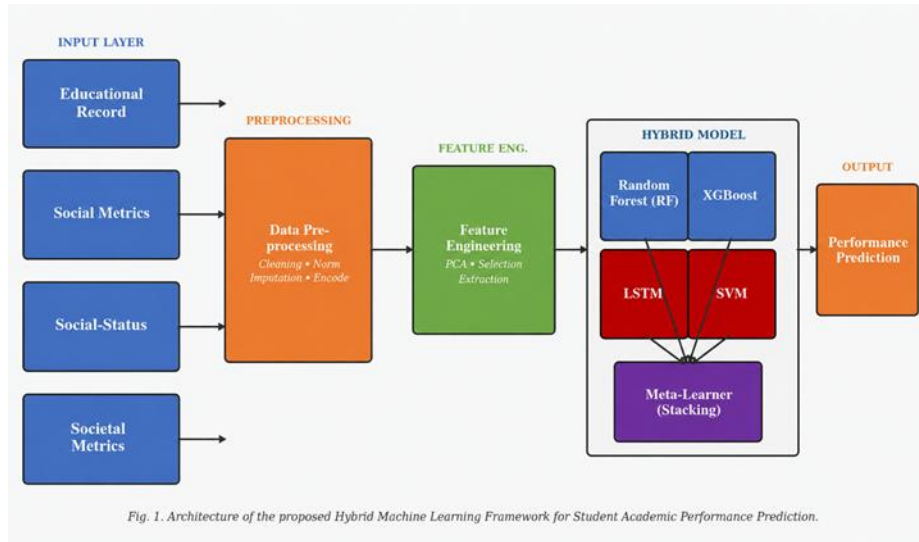 INPUT LAYER
Educational
Record
Social Metrics
Social-Status
Societal
Metrics
PREPROCESSING
Data Pre-
processing
Cleaning • Norm
Imputation • Encode
FEATURE ENG.
Feature
Engineering
PCA • Selection
Extraction
HYBRID MODEL
Random
Forest (RF)
XGBoost
LSTM
SVM
Meta-Learner
(Stacking)
OUTPUT
Performance
Prediction
Fig. 1. Architecture of the proposed Hybrid Machine Learning Framework for Student Academic Performance Prediction.